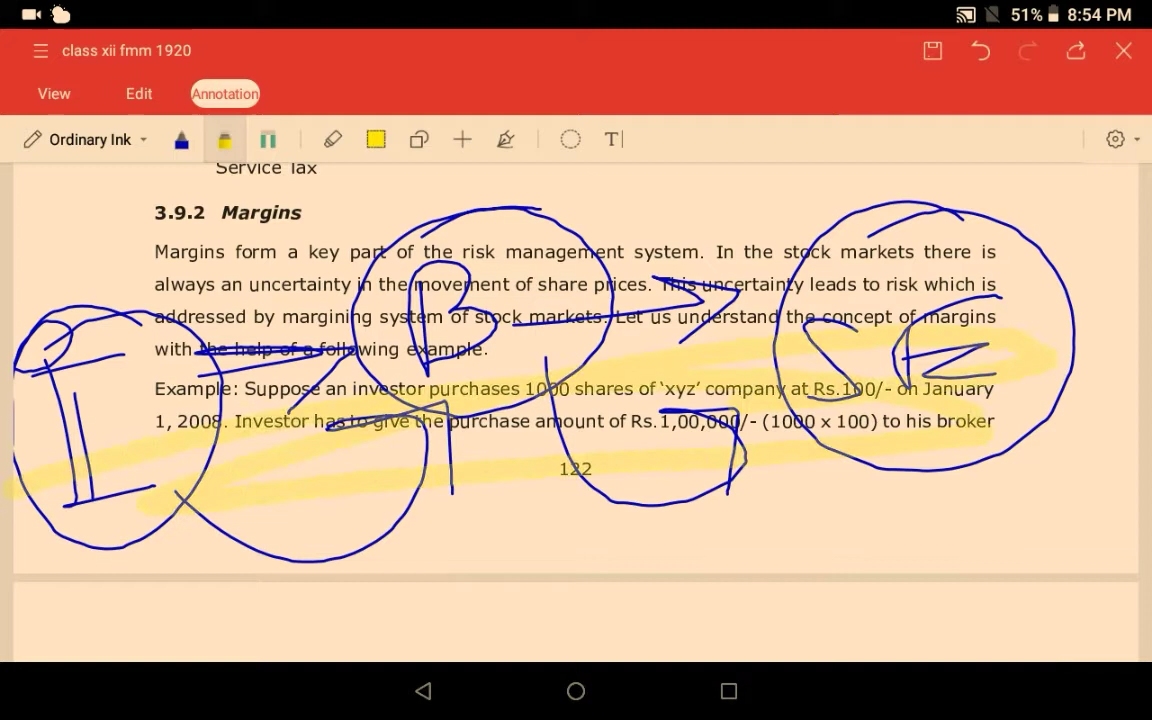 51% 8:54 PM
class xii fmm 1920
View Edit Annotation
Ordinary Ink T
Service Tax
3.9.2 Margins
Margins form a key part of the risk management system. In the stock markets there is
always an uncertainty in the movement of share prices. This uncertainty leads to risk which is
addressed by margining system of stock markets. Let us understand the concept of margins
with the help of a following example.
Example: Suppose an investor purchases 1000 shares of ‘xyz’ company at Rs.100/- on January
1, 2008. Investor has to give the purchase amount of Rs.1,00,000/- (1000 x 100) to his broker
122
I B SE